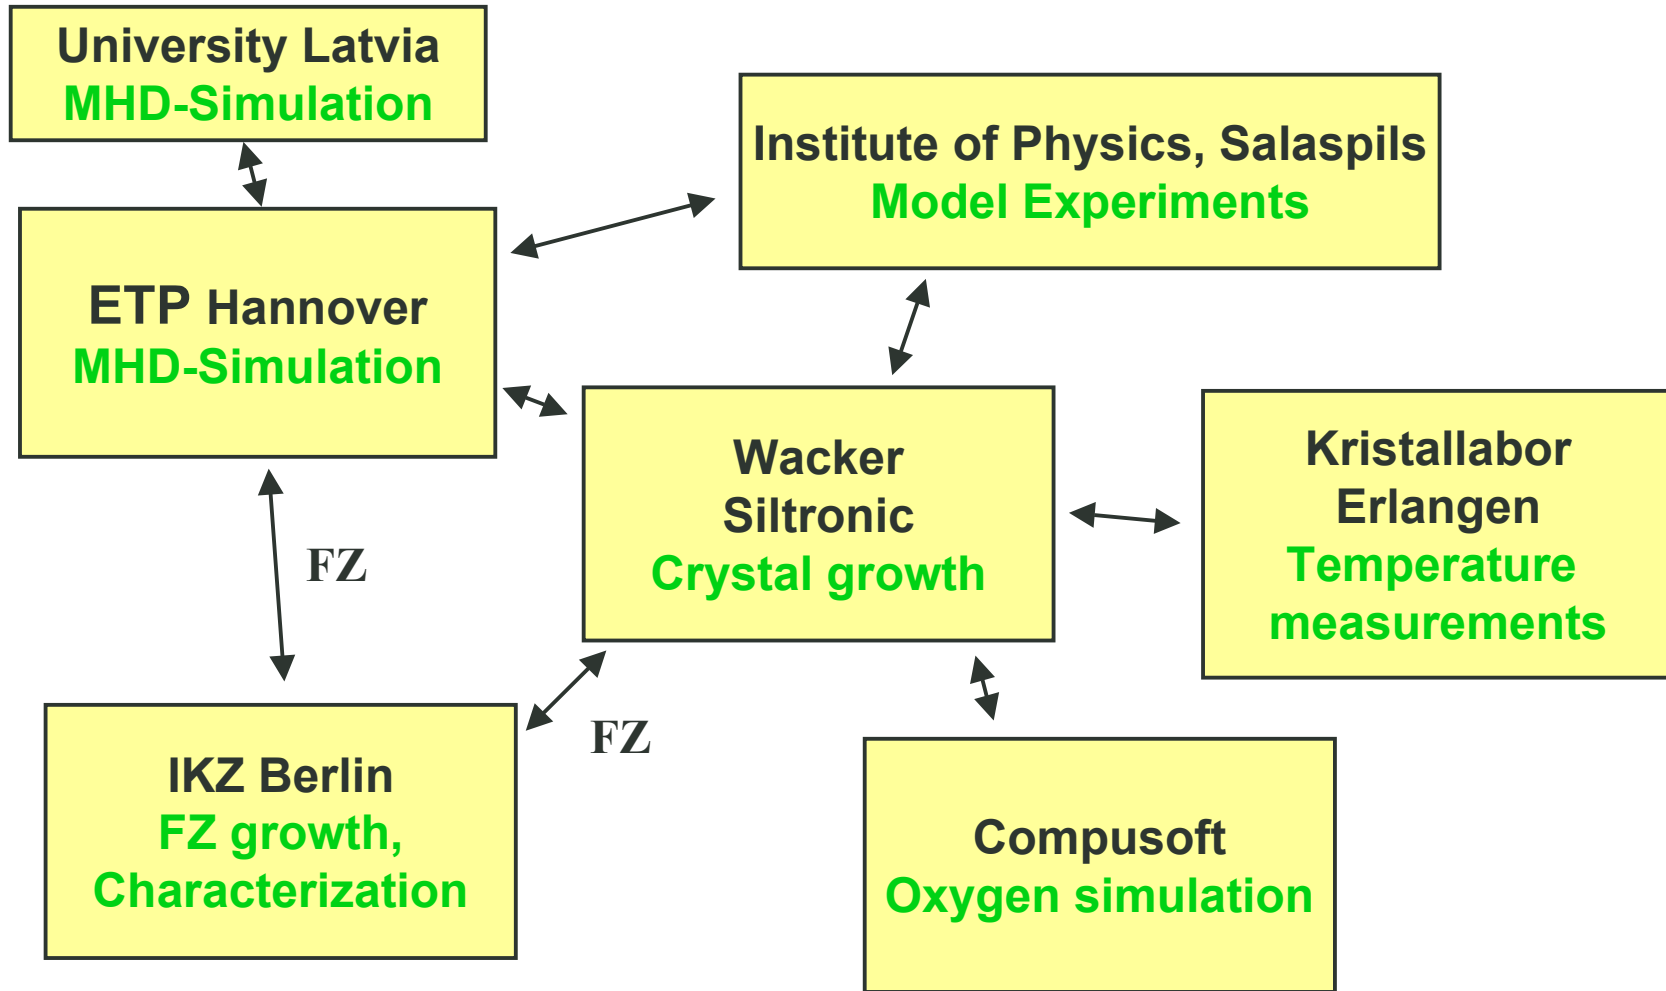 University Latvia
MHD-Simulation
Institute of Physics, Salaspils
Model Experiments
ETP Hannover
MHD-Simulation
Wacker
Siltronic
Crystal growth
Kristallabor
Erlangen
Temperature
measurements
FZ
FZ
IKZ Berlin
FZ growth,
Characterization
Compusoft
Oxygen simulation